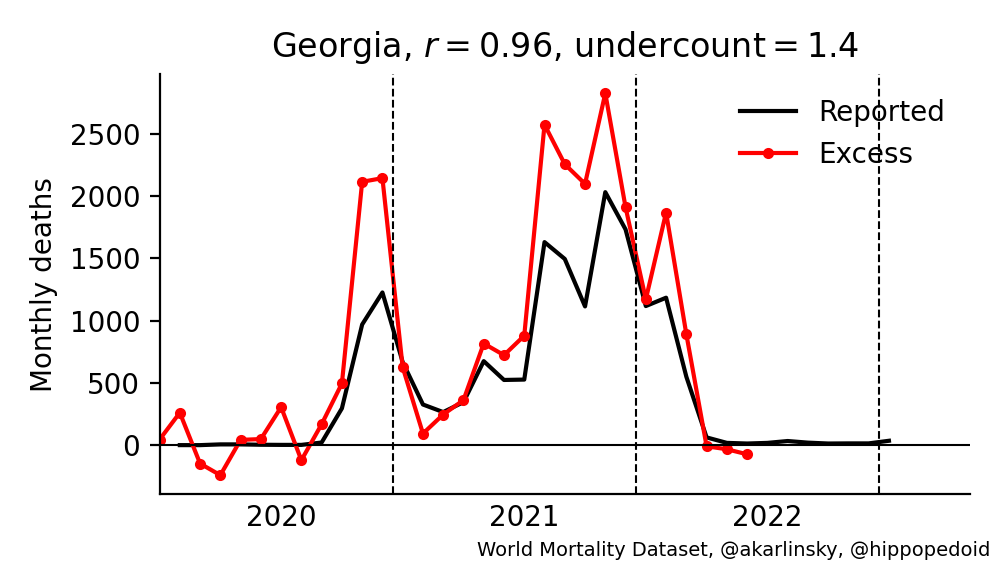 Georgia, r = 0.96, undercount = 1.4
Reported
Excess
Monthly deaths
2500
2000
1500
1000
500
0
2020 2021 2022
World Mortality Dataset, @akarlinsky, @hippopedoid